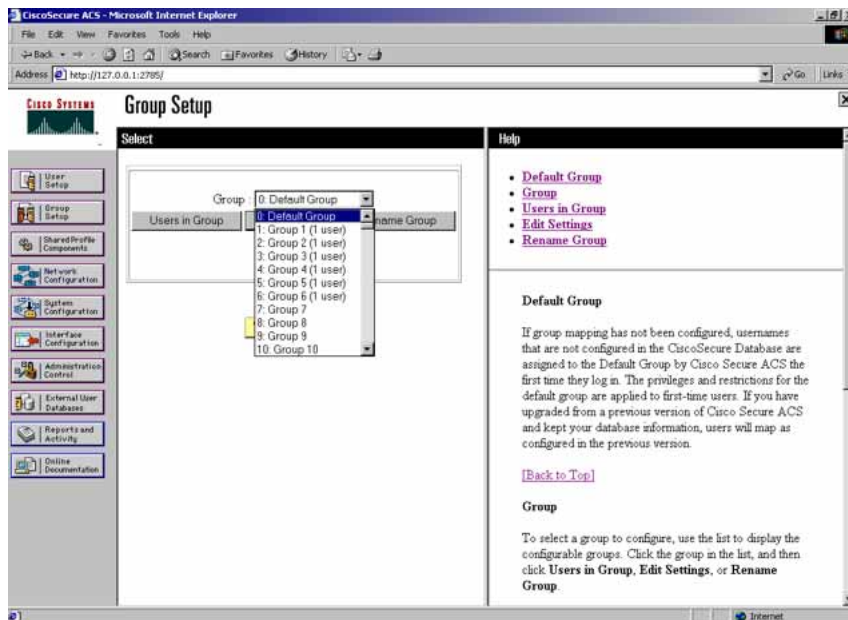 CiscoSecure ACS - Microsoft Internet Explorer
File Edit View Favorites Tools Help
Back Search Favorites History
Address http://127.0.0.1:2785/ Go Links
CISCO SYSTEMS
Group Setup
Select
User Setup
Group Setup
Shared Profile Components
Network Configuration
System Configuration
Interface Configuration
Administration Control
External User Databases
Reports and Activity
Online Documentation
Group : 0: Default Group
Users in Group name Group
0: Default Group
1: Group 1 (1 user)
2: Group 2 (1 user)
3: Group 3 (1 user)
4: Group 4 (1 user)
5: Group 5 (1 user)
6: Group 6 (1 user)
7: Group 7
8: Group 8
9: Group 9
10: Group 10
Help
Default Group
Group
Users in Group
Edit Settings
Rename Group
Default Group
If group mapping has not been configured, usernames
that are not configured in the CiscoSecure Database are
assigned to the Default Group by Cisco Secure ACS the
first time they log in. The privileges and restrictions for the
default group are applied to first-time users. If you have
upgraded from a previous version of Cisco Secure ACS
and kept your database information, users will map as
configured in the previous version.
[Back to Top]
Group
To select a group to configure, use the list to display the
configurable groups. Click the group in the list, and then
click Users in Group, Edit Settings, or Rename
Group.
Internet